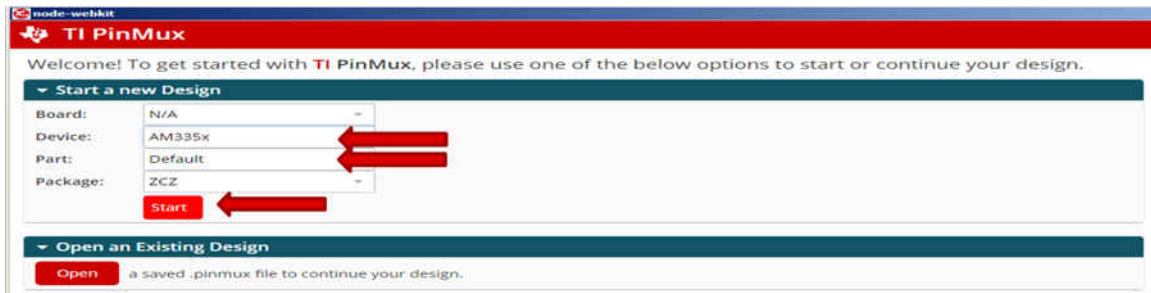 node-webkit
TI PinMux
Welcome! To get started with TI PinMux, please use one of the below options to start or continue your design.
Start a new Design
Board: N/A
Device: AM335x
Part: Default
Package: ZCZ
Start
Open an Existing Design
Open a saved .pinmux file to continue your design.